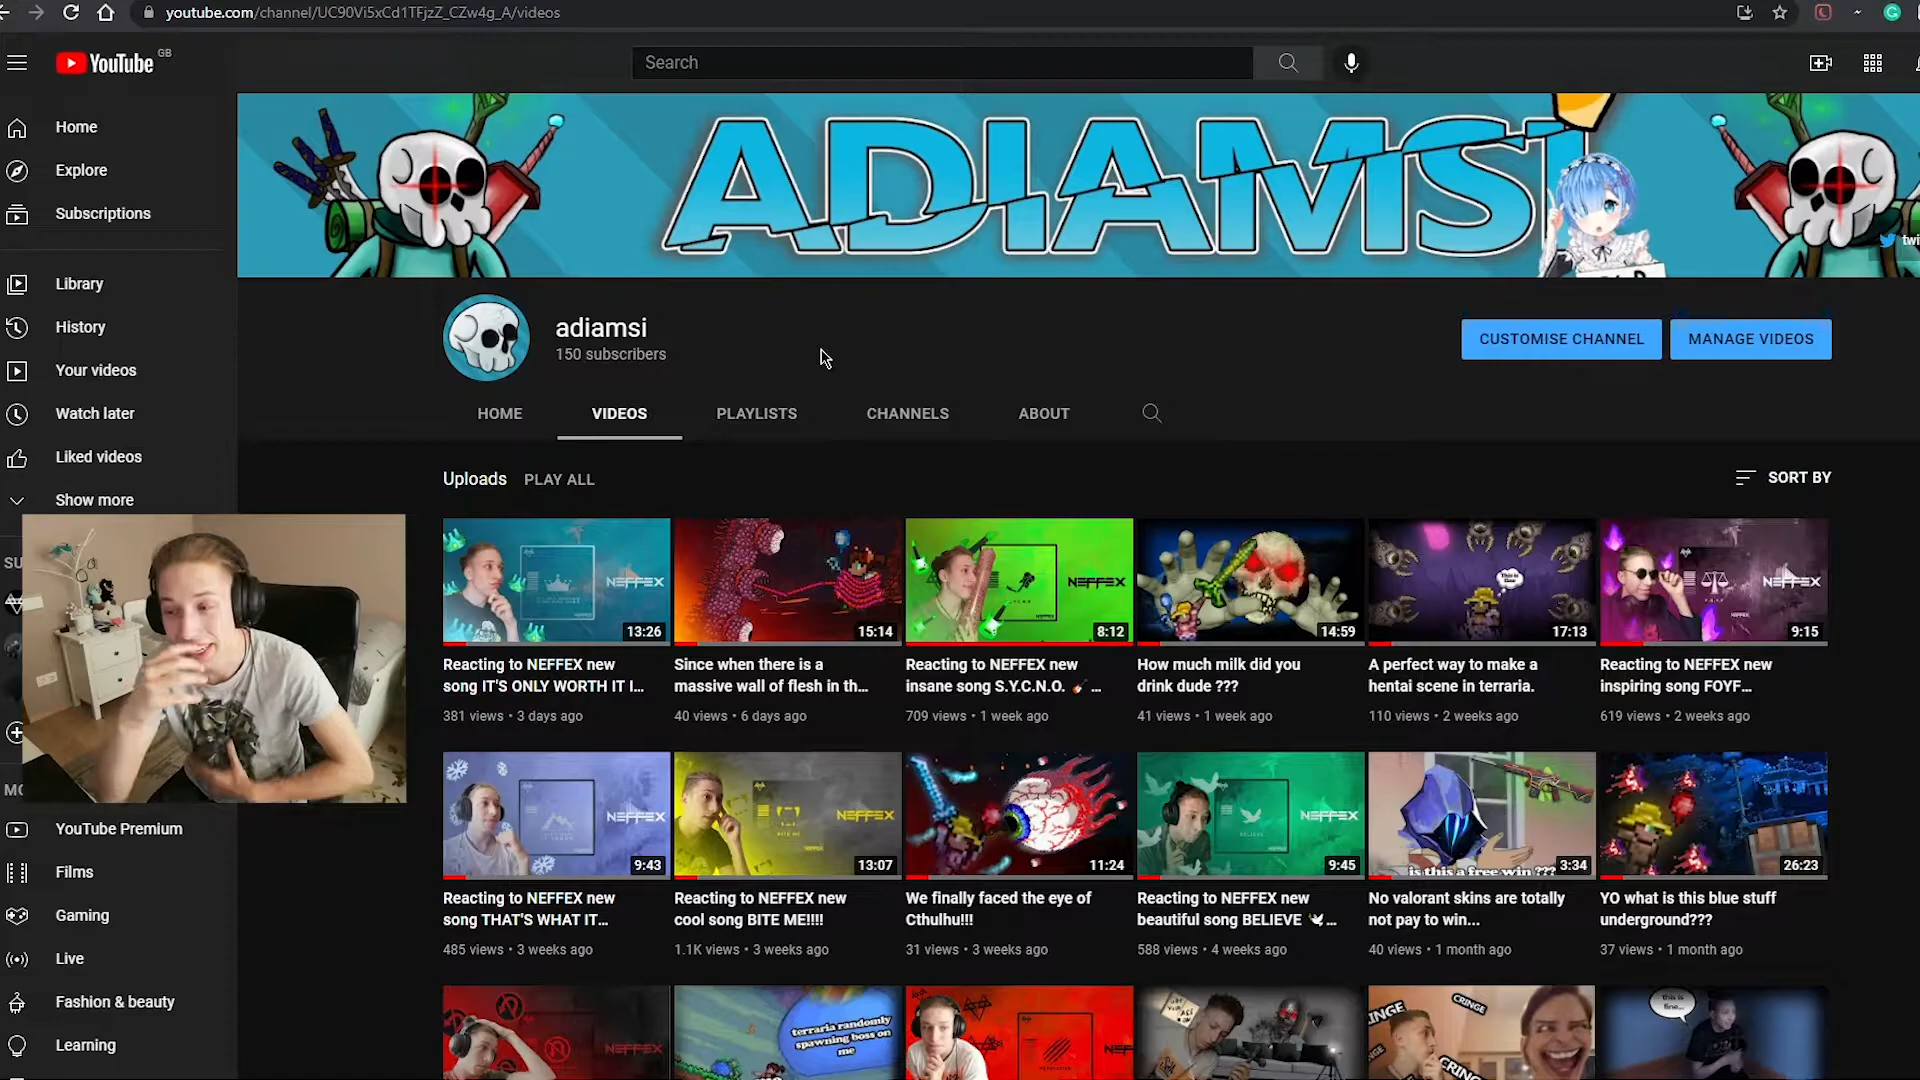 youtube.com/channel/UC90Vi5xCd1TFjzZ_CZw4g_A/videos
YouTube GB
Search
Home
Explore
Subscriptions
Library
History
Your videos
Watch later
Liked videos
Show more
YouTube Premium
Films
Gaming
Live
Fashion & beauty
Learning
ADIAMSI
adiamsi
150 subscribers
CUSTOMISE CHANNEL
MANAGE VIDEOS
HOME
VIDEOS
PLAYLISTS
CHANNELS
ABOUT
Uploads
PLAY ALL
SORT BY
NEFFEX
13:26
15:14
NEFFEX
8:12
14:59
This is fine
17:13
NEFFEX
9:15
Reacting to NEFFEX new
song IT'S ONLY WORTH IT I...
381 views • 3 days ago
Since when there is a
massive wall of flesh in th...
40 views • 6 days ago
Reacting to NEFFEX new
insane song S.Y.C.N.O. 🎸 ...
709 views • 1 week ago
How much milk did you
drink dude ???
41 views • 1 week ago
A perfect way to make a
hentai scene in terraria.
110 views • 2 weeks ago
Reacting to NEFFEX new
inspiring song FOYF...
619 views • 2 weeks ago
NEFFEX
9:43
NEFFEX
BITE ME
13:07
11:24
NEFFEX
BELIEVE
9:45
is this a free win ???
3:34
26:23
Reacting to NEFFEX new
song THAT'S WHAT IT...
485 views • 3 weeks ago
Reacting to NEFFEX new
cool song BITE ME!!!!
1.1K views • 3 weeks ago
We finally faced the eye of
Cthulhu!!!
31 views • 3 weeks ago
Reacting to NEFFEX new
beautiful song BELIEVE 🕊 ...
588 views • 4 weeks ago
No valorant skins are totally
not pay to win...
40 views • 1 month ago
YO what is this blue stuff
underground???
37 views • 1 month ago
NEFFEX
terraria randomly
spawning boss on
me
CRINGE
CRINGE
this is
fine...